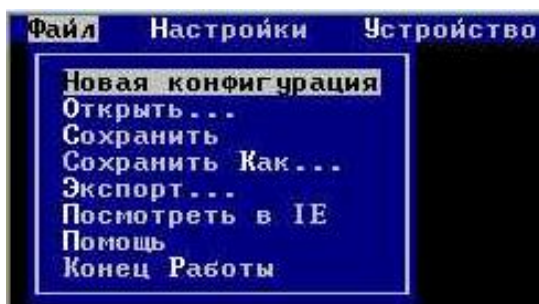 Файл Настройки Устройство
Новая конфигурация
Открыть...
Сохранить
Сохранить Как...
Экспорт...
Посмотреть в IE
Помощь
Конец Работы